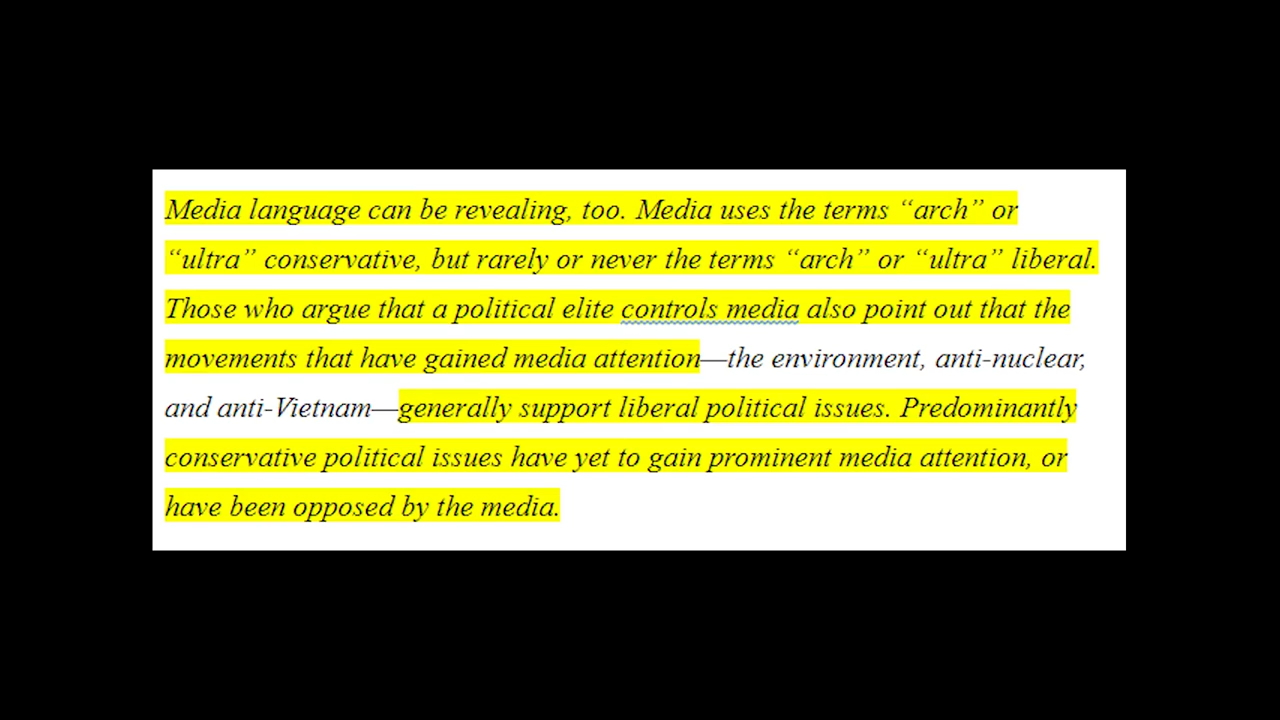 Media language can be revealing, too. Media uses the terms “arch” or
“ultra” conservative, but rarely or never the terms “arch” or “ultra” liberal.
Those who argue that a political elite controls media also point out that the
movements that have gained media attention—the environment, anti-nuclear,
and anti-Vietnam—generally support liberal political issues. Predominantly
conservative political issues have yet to gain prominent media attention, or
have been opposed by the media.